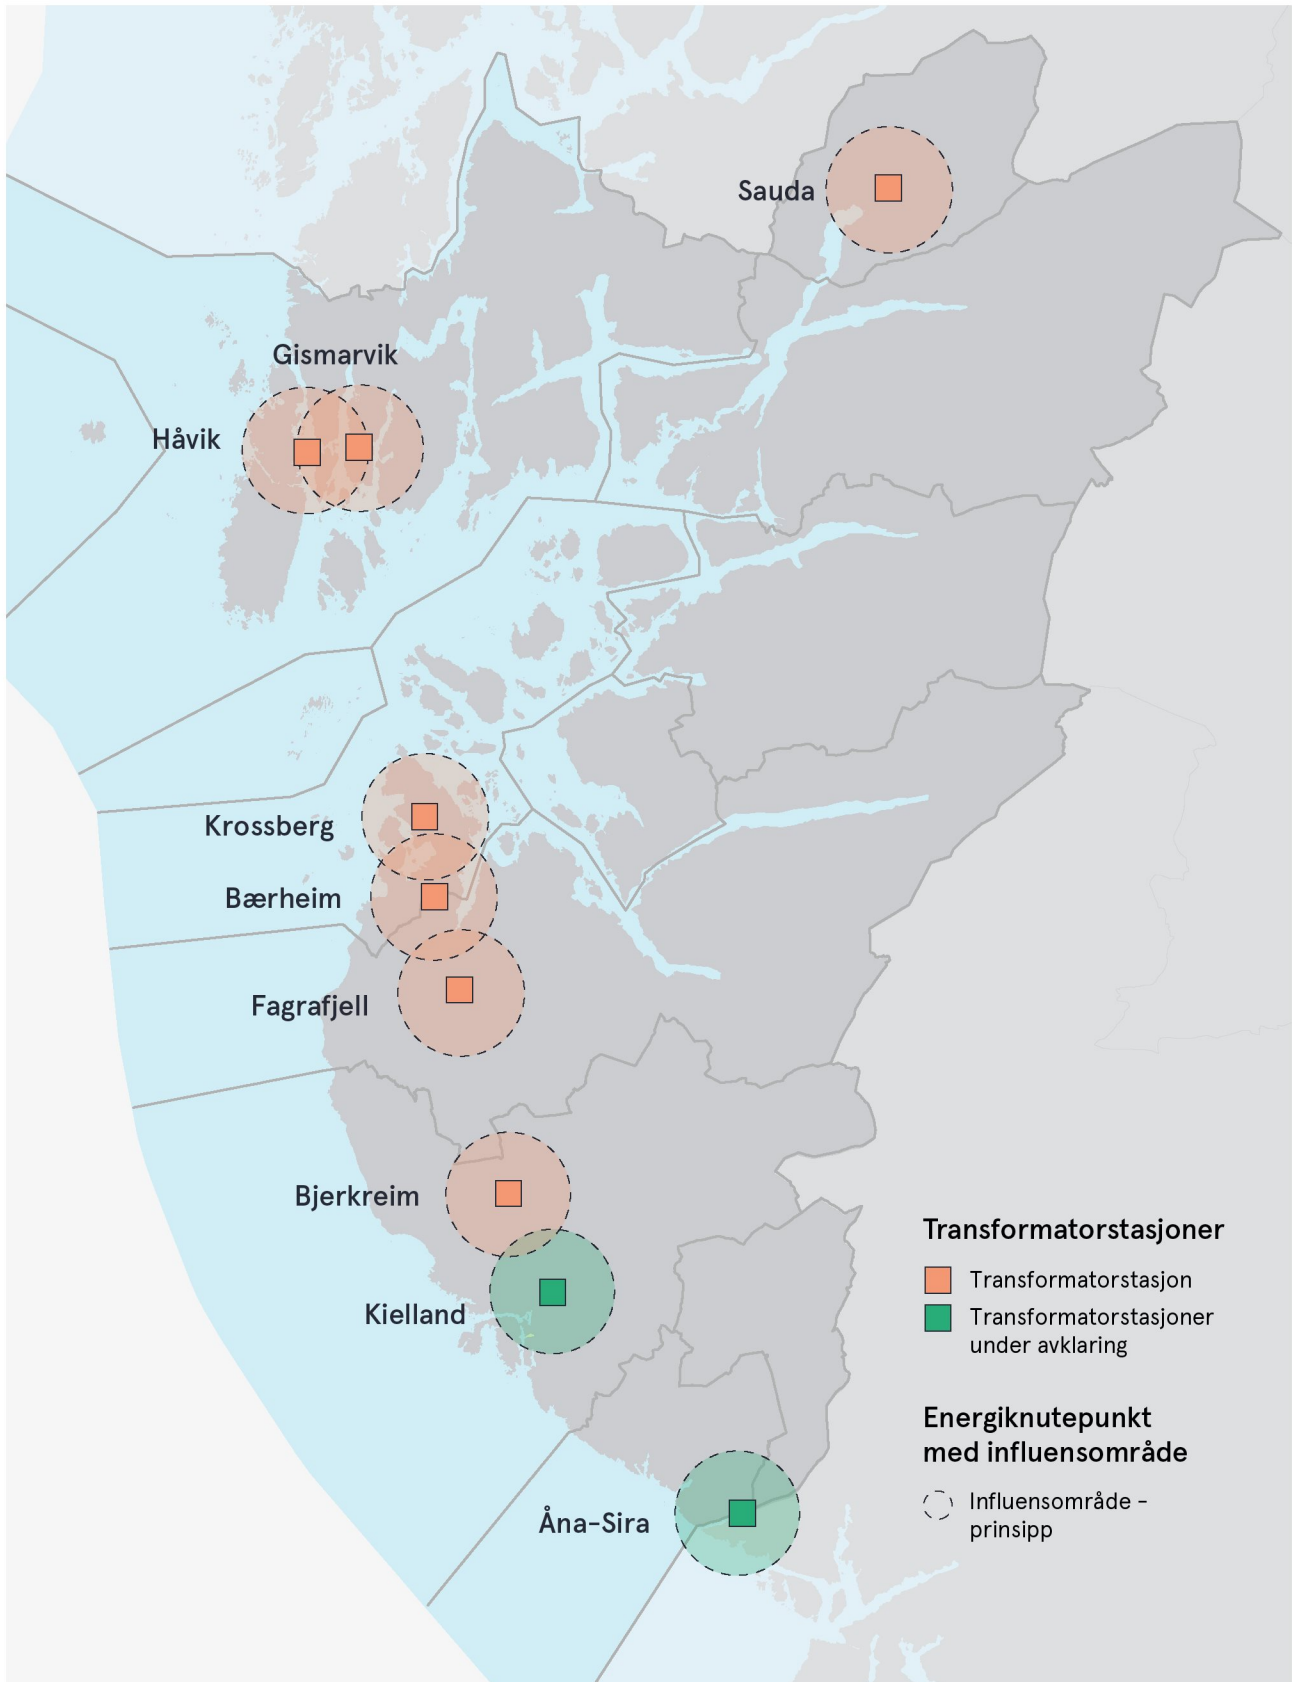 Sauda
Gismarvik
Håvik
Krossberg
Bærheim
Fagrafjell
Bjerkreim
Kielland
Åna-Sira
Transformatorstasjoner
Transformatorstasjon
Transformatorstasjoner
under avklaring
Energiknutepunkt
med influensområde
Influensområde -
prinsipp